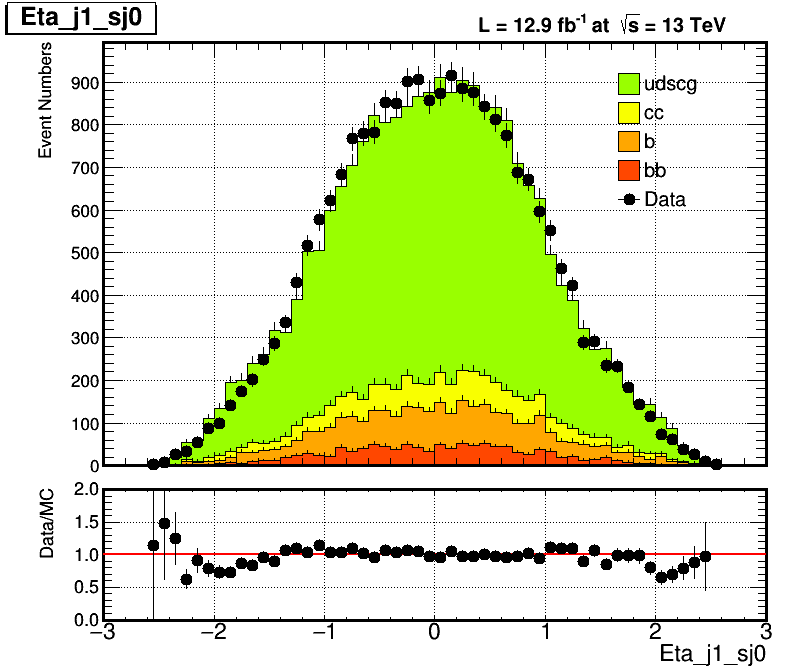 Eta_j1_sj0
L = 12.9 fb⁻¹ at √s = 13 TeV
Event Numbers
900
800
700
600
500
400
300
200
100
0
udscg
cc
b
bb
Data
Data/MC
2.0
1.5
1.0
0.5
0.0
−3 −2 −1 0 1 2 3
Eta_j1_sj0